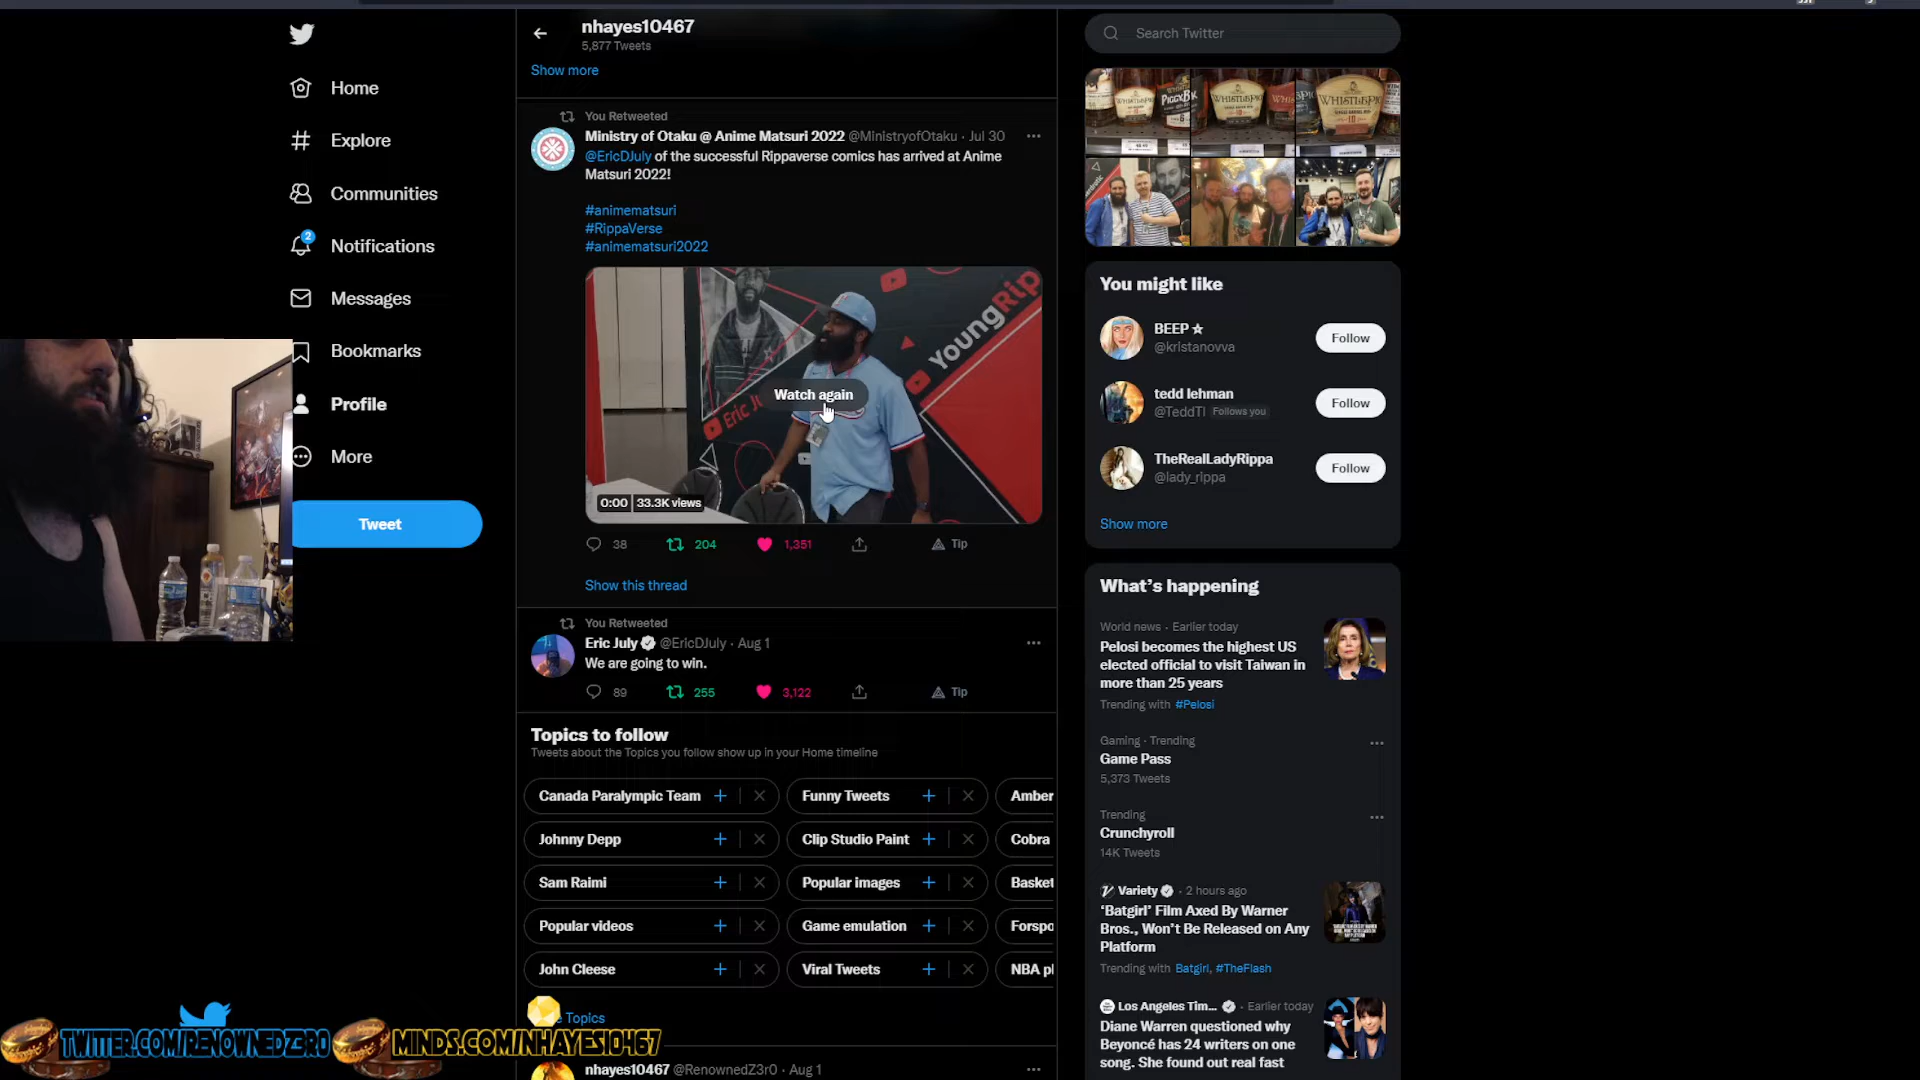 nhayes10467
5,877 Tweets
Search Twitter
Home
Explore
Communities
2
Notifications
Messages
Bookmarks
Profile
More
Tweet
Show more
You Retweeted
Ministry of Otaku @ Anime Matsuri 2022 @MinistryofOtaku · Jul 30
@EricDJuly of the successful Rippaverse comics has arrived at Anime
Matsuri 2022!
#animematsuri
#RippaVerse
#animematsuri2022
YoungRip
Eric Ju
Watch again
0:00 33.3K views
38 204 1,351 Tip
Show this thread
You Retweeted
Eric July @EricDJuly · Aug 1
We are going to win.
89 255 3,122 Tip
Topics to follow
Tweets about the Topics you follow show up in your Home timeline
Canada Paralympic Team
Funny Tweets
Amber
Johnny Depp
Clip Studio Paint
Cobra
Sam Raimi
Popular images
Basket
Popular videos
Game emulation
Forspo
John Cleese
Viral Tweets
NBA pl
Topics
nhayes10467 @RenownedZ3r0 · Aug 1
WHISTLEPIG
PIGGYBK
WHISTLEPIG
WHISTLEPIG
You might like
BEEP ☆
@kristanovva
Follow
tedd lehman
@TeddTl Follows you
Follow
TheRealLadyRippa
@lady_rippa
Follow
Show more
What's happening
World news · Earlier today
Pelosi becomes the highest US
elected official to visit Taiwan in
more than 25 years
Trending with #Pelosi
Gaming · Trending
Game Pass
5,373 Tweets
Trending
Crunchyroll
14K Tweets
Variety · 2 hours ago
'Batgirl' Film Axed By Warner
Bros., Won't Be Released on Any
Platform
Trending with Batgirl, #TheFlash
Los Angeles Tim... · Earlier today
Diane Warren questioned why
Beyoncé has 24 writers on one
song. She found out real fast
TWITTER.COM/RENOWNEDZ3R0
MINDS.COM/NHAYES10467